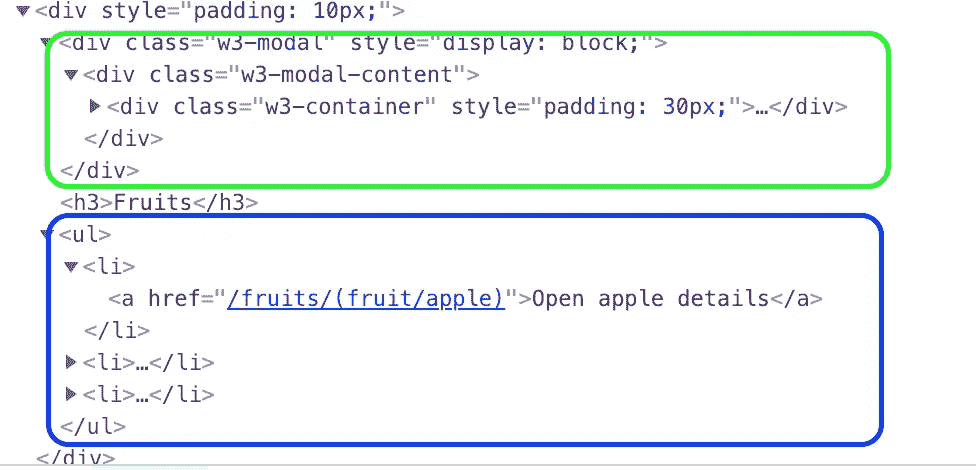 <div style="padding: 10px;">
<div class="w3-modal" style="display: block;">
<div class="w3-modal-content">
<div class="w3-container" style="padding: 30px;">…</div>
</div>
</div>
<h3>Fruits</h3>
<ul>
<li>
<a href="/fruits/(fruit/apple)">Open apple details</a>
</li>
<li>…</li>
<li>…</li>
</ul>
</div>